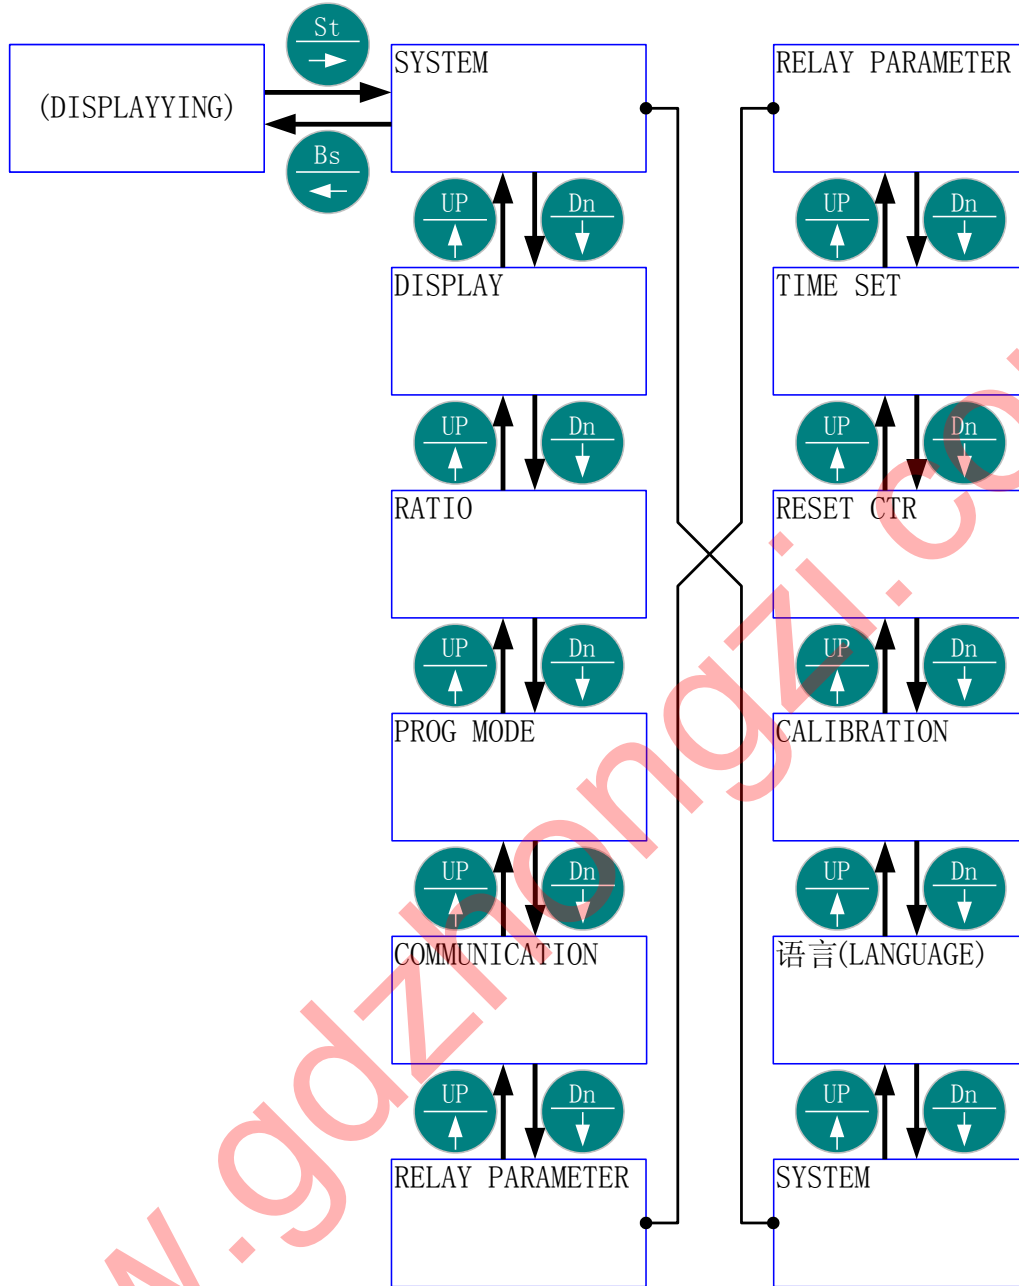 St
(DISPLAYYING)
Bs
SYSTEM
UP Dn
DISPLAY
UP Dn
RATIO
UP Dn
PROG MODE
UP Dn
COMMUNICATION
UP Dn
RELAY PARAMETER
RELAY PARAMETER
UP Dn
TIME SET
UP Dn
RESET CTR
UP Dn
CALIBRATION
UP Dn
语言(LANGUAGE)
UP Dn
SYSTEM
w.gdzhongzi.co